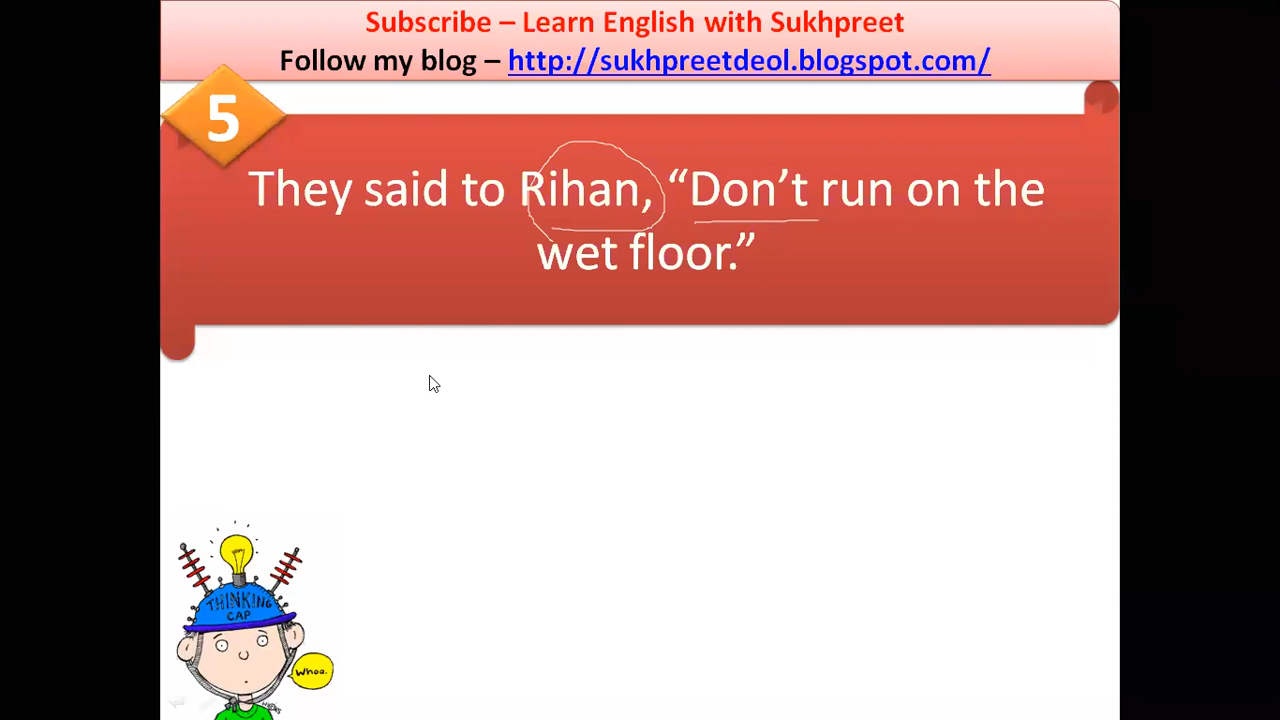 Subscribe – Learn English with Sukhpreet
Follow my blog – http://sukhpreetdeol.blogspot.com/
5
They said to Rihan, “Don’t run on the
wet floor.”
THINKING
CAP
Whoa.